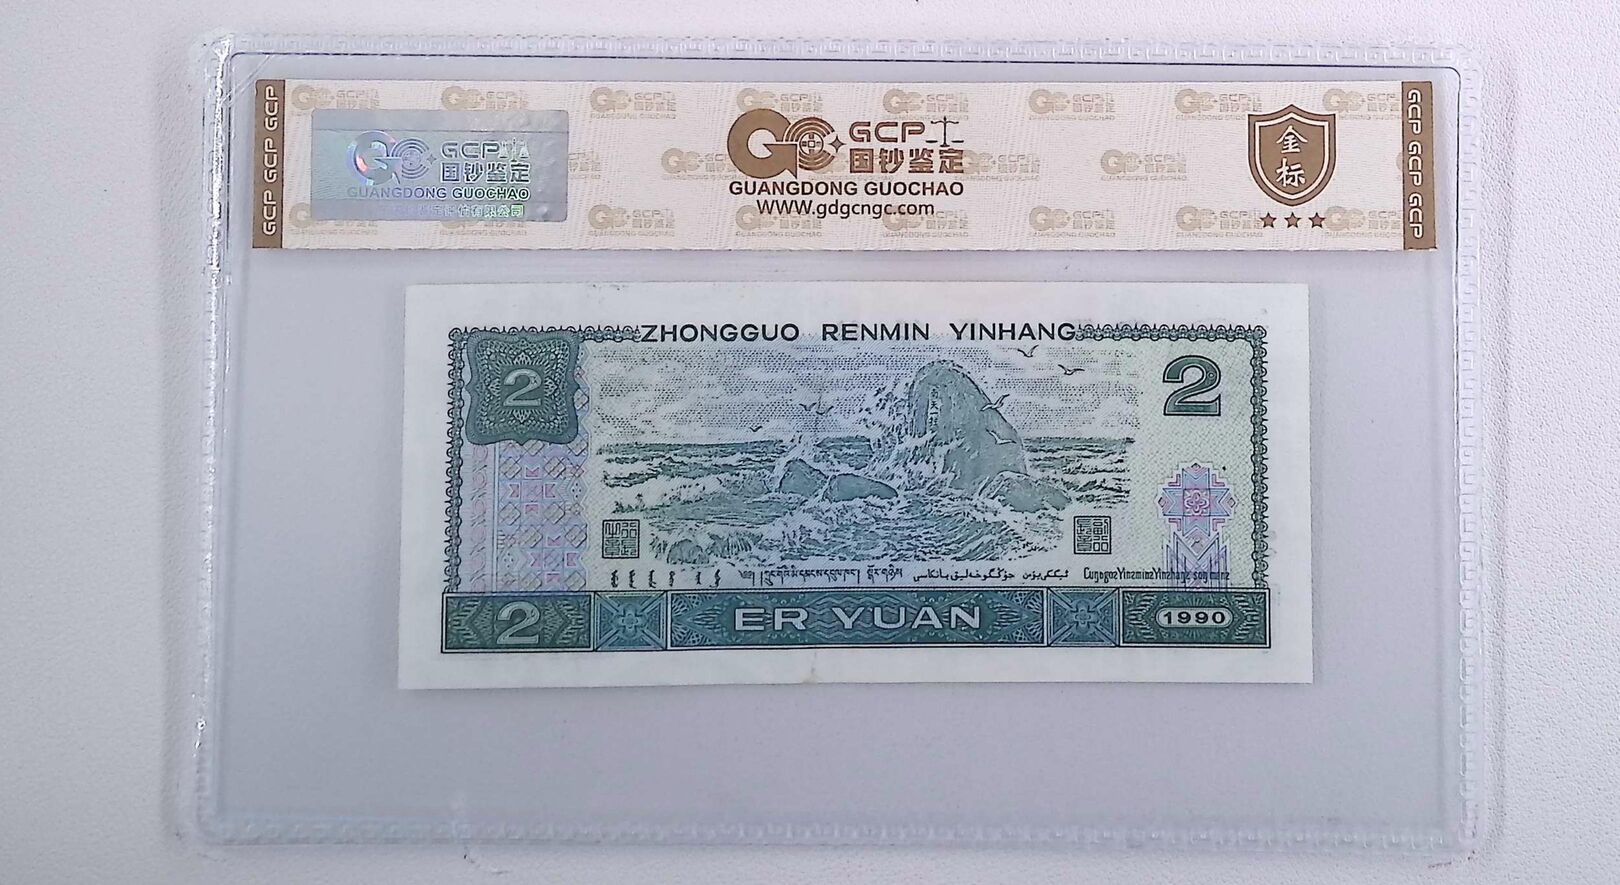 GCP GCP GCP
GCP 国钞鉴定
GUANGDONG GUOCHAO
GCP
国钞鉴定
GUANGDONG GUOCHAO
WWW.gdgcngc.com
金标
GCP GCP GCP
ZHONGGUO RENMIN YINHANG
2
2
2
ER YUAN
1990